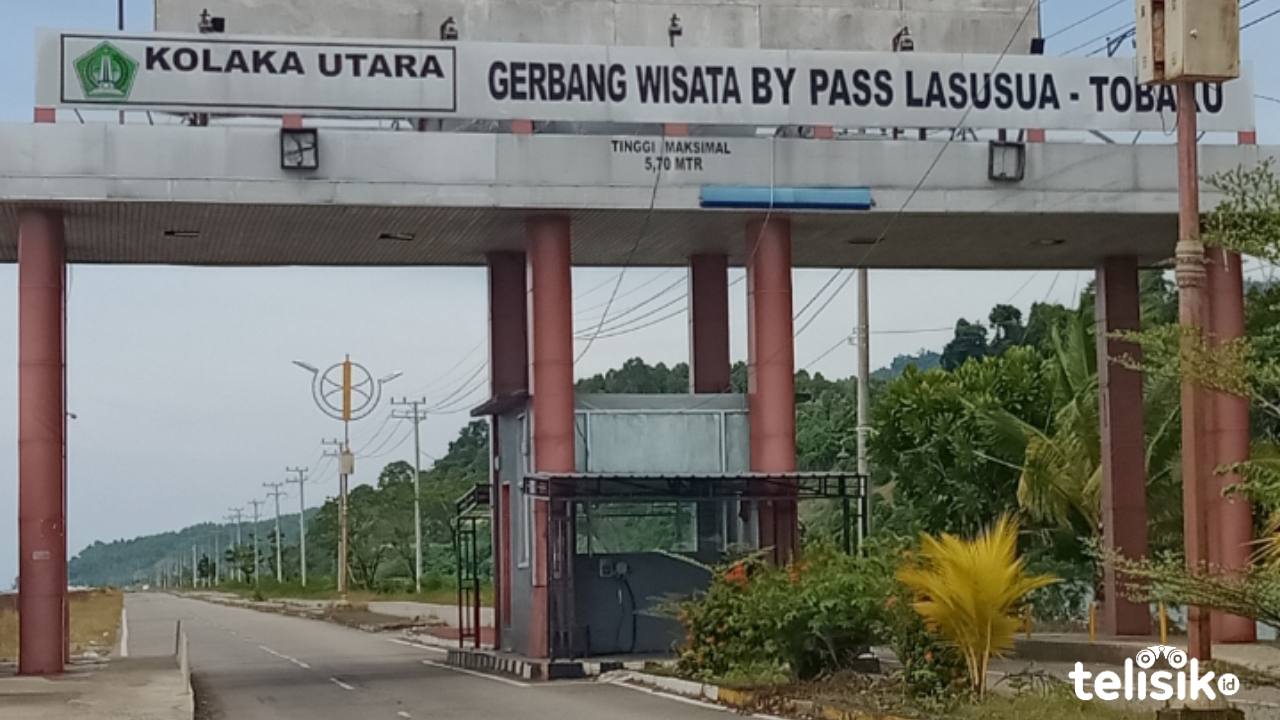 KOLAKA UTARA
GERBANG WISATA BY PASS LASUSUA - TOBAKU
TINGGI MAKSIMAL
5,70 MTR
telisik.id